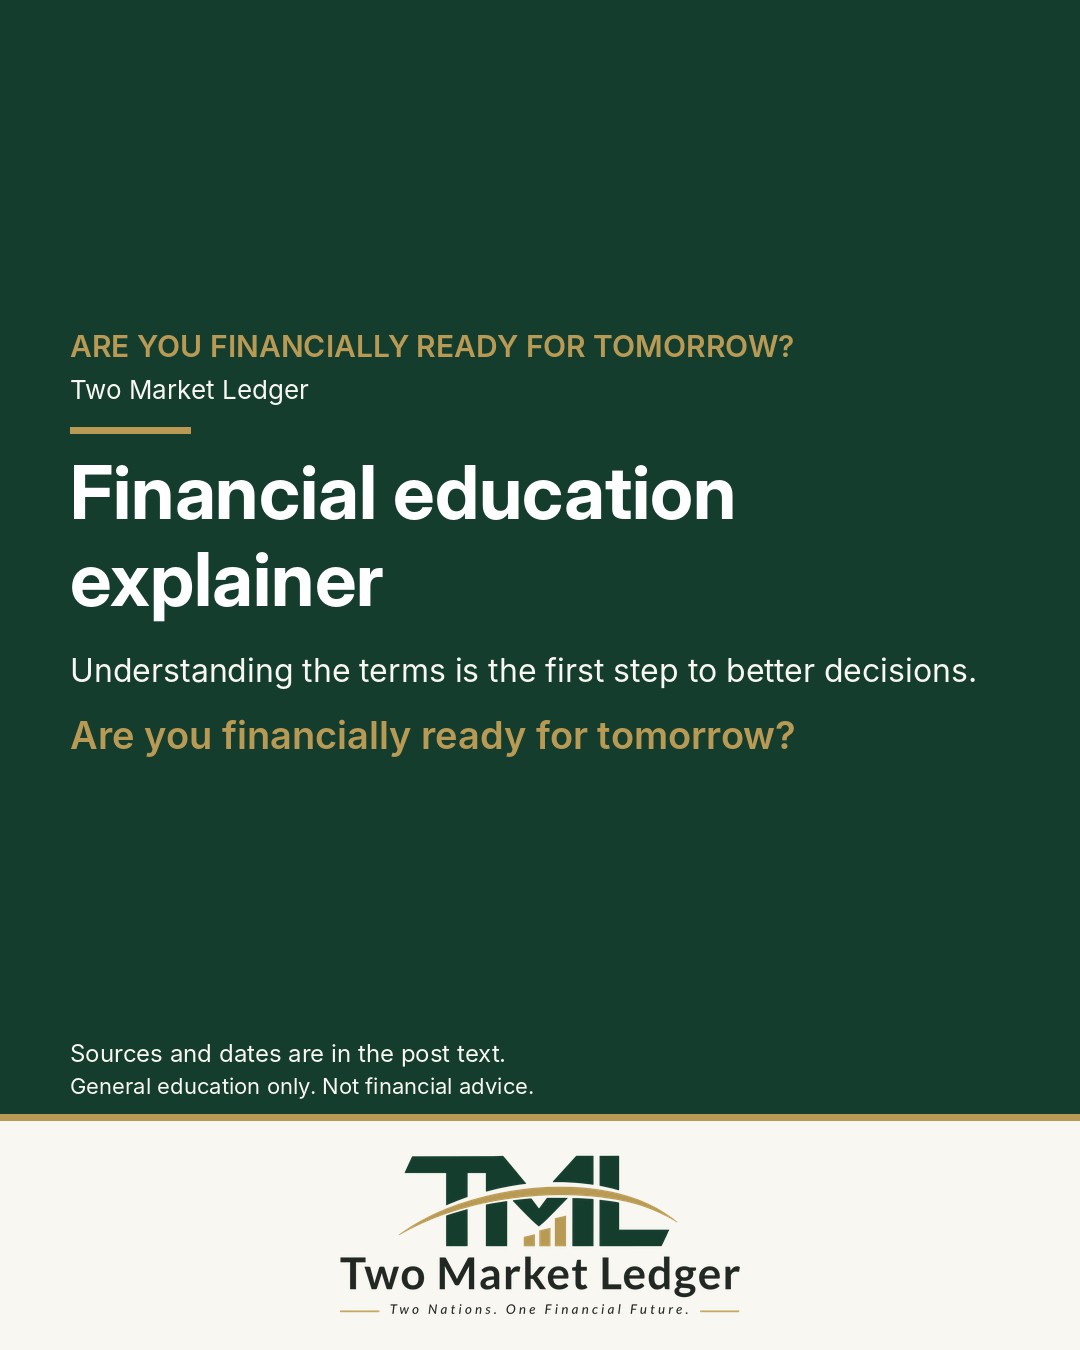 ARE YOU FINANCIALLY READY FOR TOMORROW?
Two Market Ledger
Financial education
explainer
Understanding the terms is the first step to better decisions.
Are you financially ready for tomorrow?
Sources and dates are in the post text.
General education only. Not financial advice.
TML
Two Market Ledger
Two Nations. One Financial Future.